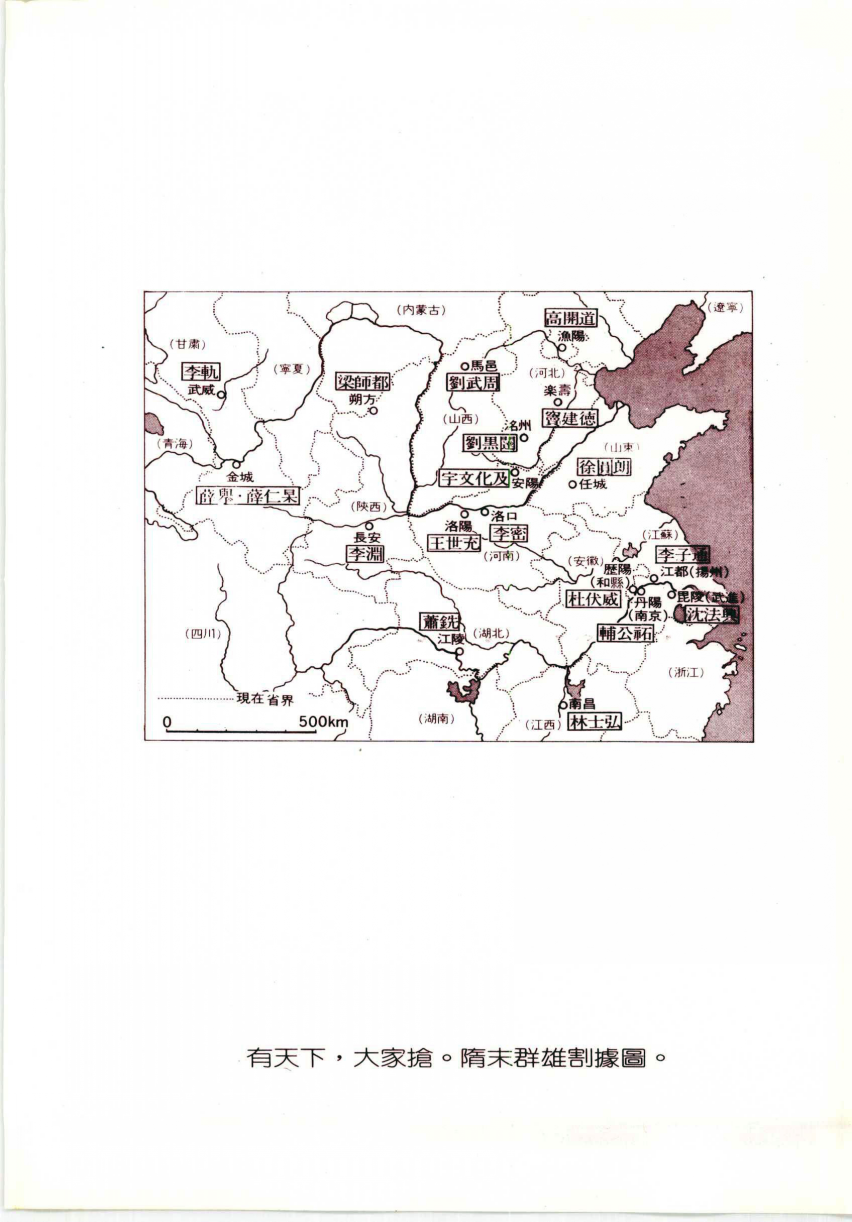 (遼寧)
(内蒙古)
高開道
漁陽
(甘肅)
李軌
武威
(寧夏)
梁師都
朔方
馬邑
劉武周
(河北)
楽壽
竇建徳
(山西)
洺州
劉黒闥
(青海)
(山東)
徐圓朗
宇文化及
安陽
任城
金城
薛舉・薛仁杲
(陝西)
洛陽
洛口
長安
李淵
王世充
李密
(河南)
(江蘇)
李子通
(安徽)
歴陽
(和縣)
江都(揚州)
杜伏威
丹陽
(南京)
毘陵(武進)
沈法興
蕭銑
江陵
(湖北)
輔公祏
(四川)
(浙江)
現在省界
0 500km
(湖南)
南昌
(江西)
林士弘
有天下,大家搶。隋末群雄割據圖。